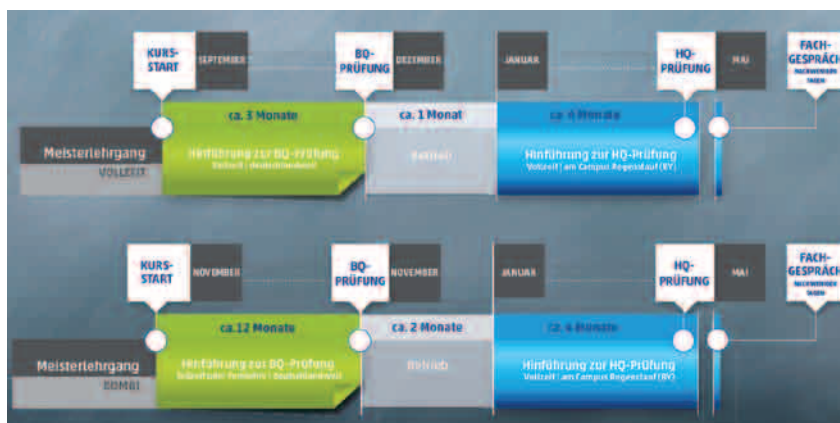 KURS-
START
SEPTEMBER
BQ-
PRÜFUNG
DEZEMBER
JANUAR
HQ-
PRÜFUNG
MAI
FACH-
GESPRÄCH
ca. 3 Monate
ca. 1 Monat
ca. 4 Monate
Meisterlehrgang
VOLLZEIT
Hinführung zur BQ-Prüfung
Vollzeit | deutschlandweit
Betrieb
Hinführung zur HQ-Prüfung
Vollzeit | am Campus Regenstauf (BY)
KURS-
START
NOVEMBER
BQ-
PRÜFUNG
NOVEMBER
JANUAR
HQ-
PRÜFUNG
MAI
FACH-
GESPRÄCH
ca.12 Monate
ca. 2 Monate
ca. 4 Monate
Meisterlehrgang
KOMBI
Hinführung zur BQ-Prüfung
Betrieb
Hinführung zur HQ-Prüfung
Vollzeit | am Campus Regenstauf (BY)